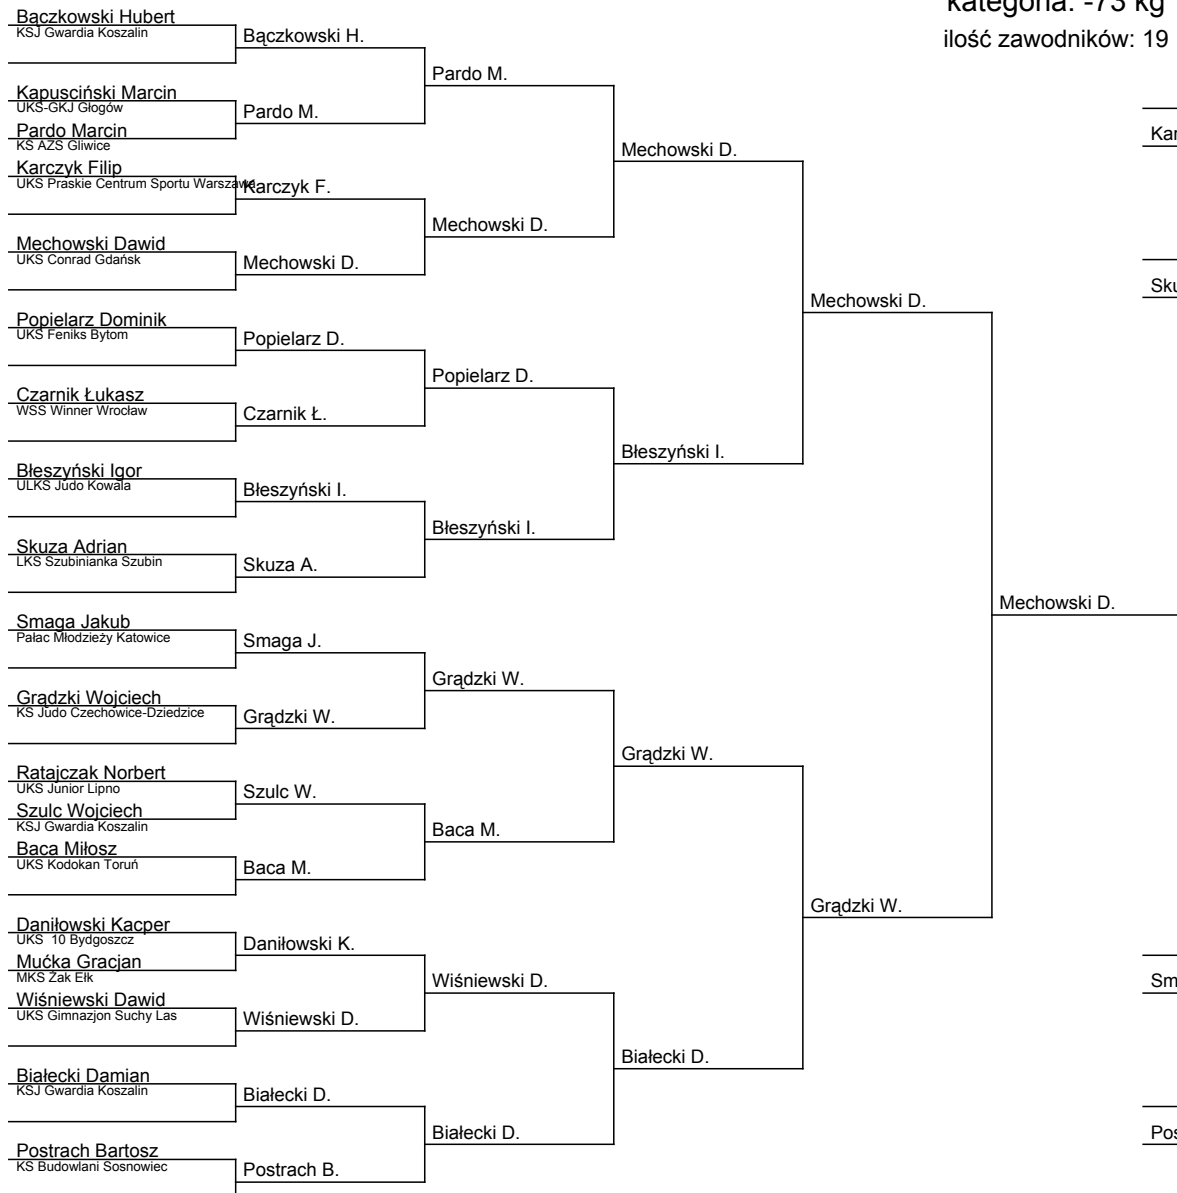 kategoria: -73 kg
ilość zawodników: 19
Bączkowski Hubert
KSJ Gwardia Koszalin
Kapusciński Marcin
UKS-GKJ Głogów
Pardo Marcin
KS AZS Gliwice
Karczyk Filip
UKS Praskie Centrum Sportu Warszawa
Mechowski Dawid
UKS Conrad Gdańsk
Popielarz Dominik
UKS Feniks Bytom
Czarnik Łukasz
WSS Winner Wrocław
Błeszyński Igor
ULKS Judo Kowala
Skuza Adrian
LKS Szubinianka Szubin
Smaga Jakub
Pałac Młodzieży Katowice
Grądzki Wojciech
KS Judo Czechowice-Dziedzice
Ratajczak Norbert
UKS Junior Lipno
Szulc Wojciech
KSJ Gwardia Koszalin
Baca Miłosz
UKS Kodokan Toruń
Daniłowski Kacper
UKS 10 Bydgoszcz
Mućka Gracjan
MKS Żak Ełk
Wiśniewski Dawid
UKS Gimnazjon Suchy Las
Białecki Damian
KSJ Gwardia Koszalin
Postrach Bartosz
KS Budowlani Sosnowiec
Bączkowski H.
Pardo M.
Karczyk F.
Mechowski D.
Popielarz D.
Czarnik Ł.
Błeszyński I.
Skuza A.
Smaga J.
Grądzki W.
Szulc W.
Baca M.
Daniłowski K.
Wiśniewski D.
Białecki D.
Postrach B.
Pardo M.
Mechowski D.
Popielarz D.
Błeszyński I.
Grądzki W.
Baca M.
Wiśniewski D.
Białecki D.
Mechowski D.
Błeszyński I.
Grądzki W.
Białecki D.
Mechowski D.
Grądzki W.
Mechowski D.
Sm
Pos